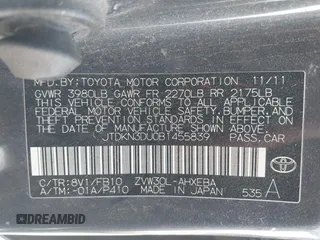 MFD.BY:TOYOTA MOTOR CORPORATION 11/11
GVWR 3980LB GAWR FR 2270LB RR 2175LB
THIS VEHICLE CONFORMS TO ALL APPLICABLE
FEDERAL MOTOR VEHICLE SAFETY, BUMPER, AND
THEFT PREVENTION STANDARDS IN EFFECT ON
THE DATE OF MANUFACTURE SHOWN ABOVE.
JTDKN3DU0B1455839 PASS.CAR
C/TR:8V1/FB10 ZVW30L-AHXEBA
A/TM:-01A/P410 MADE IN JAPAN 535 A
© DREAMBID